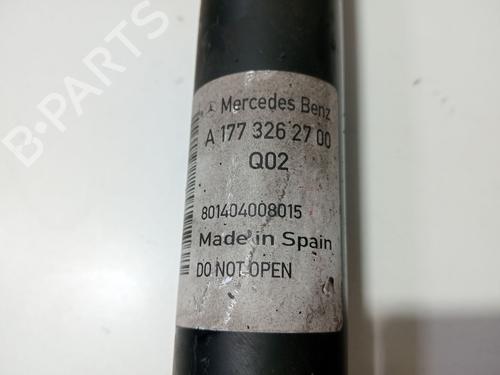 Mercedes Benz
A 177 326 27 00
Q02
801404008015
Made in Spain
DO NOT OPEN
B-PARTS